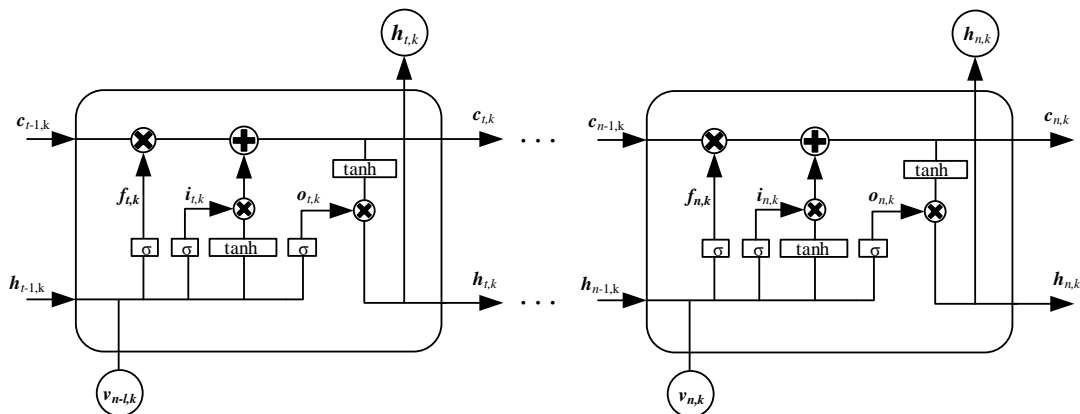 h_{t,k}
h_{n,k}
c_{t-1,k}
c_{t,k}
. . .
c_{n-1,k}
c_{n,k}
tanh
tanh
f_{t,k}
i_{t,k}
o_{t,k}
f_{n,k}
i_{n,k}
o_{n,k}
σ
σ
tanh
σ
σ
σ
tanh
σ
h_{t-1,k}
h_{t,k}
. . .
h_{n-1,k}
h_{n,k}
v_{n-l,k}
v_{n,k}